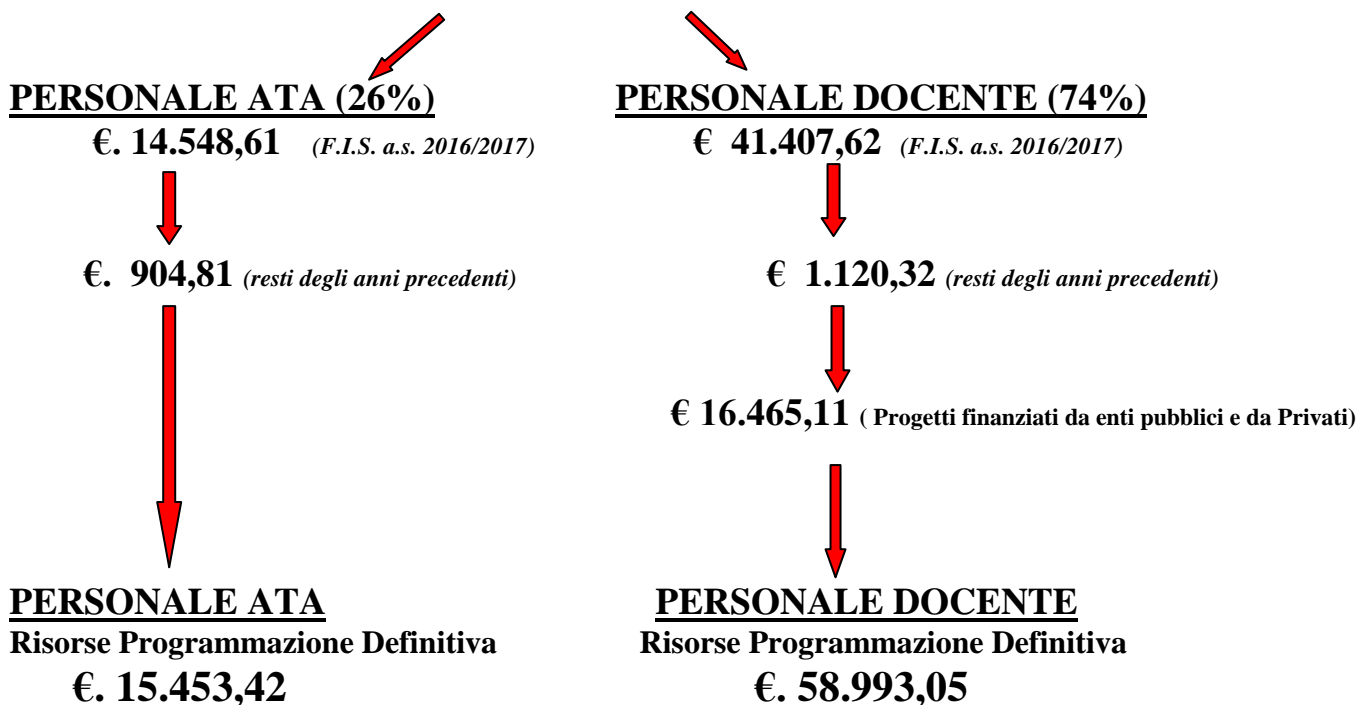 PERSONALE ATA (26%)
€. 14.548,61 (F.I.S. a.s. 2016/2017)
€. 904,81 (resti degli anni precedenti)
PERSONALE ATA
Risorse Programmazione Definitiva
€. 15.453,42
PERSONALE DOCENTE (74%)
€ 41.407,62 (F.I.S. a.s. 2016/2017)
€ 1.120,32 (resti degli anni precedenti)
€ 16.465,11 ( Progetti finanziati da enti pubblici e da Privati)
PERSONALE DOCENTE
Risorse Programmazione Definitiva
€. 58.993,05